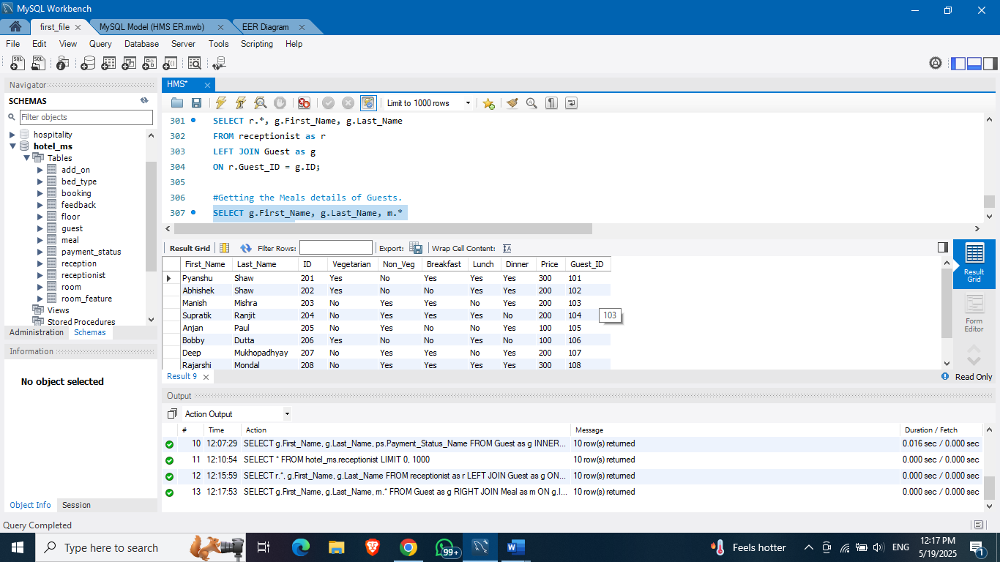 MySQL Workbench
first_file
MySQL Model (HMS ER.mwb)
EER Diagram
File Edit View Query Database Server Tools Scripting Help
Navigator
SCHEMAS
Filter objects
hospitality
hotel_ms
Tables
add_on
bed_type
booking
feedback
floor
guest
meal
payment_status
reception
receptionist
room
room_feature
Views
Stored Procedures
Administration Schemas
Information
No object selected
Object Info Session
HMS*
Limit to 1000 rows
301 SELECT r.*, g.First_Name, g.Last_Name
302 FROM receptionist as r
303 LEFT JOIN Guest as g
304 ON r.Guest_ID = g.ID;
305
306 #Getting the Meals details of Guests.
307 SELECT g.First_Name, g.Last_Name, m.*
Result Grid Filter Rows: Export: Wrap Cell Content:
First_Name Last_Name ID Vegetarian Non_Veg Breakfast Lunch Dinner Price Guest_ID
Pyanshu Shaw 201 Yes No Yes Yes Yes 300 101
Abhishek Shaw 202 Yes No No Yes Yes 200 102
Manish Mishra 203 No Yes Yes No Yes 200 103
Supratik Ranjit 204 No Yes Yes Yes No 200 104
Anjan Paul 205 No Yes No No Yes 100 105
Bobby Dutta 206 Yes No No Yes No 100 106
Deep Mukhopadhyay 207 No Yes Yes No Yes 200 107
Rajarshi Mondal 208 No Yes Yes Yes Yes 300 108
103
Result Grid
Form Editor
Result 9
Read Only
Output
Action Output
# Time Action Message Duration / Fetch
10 12:07:29 SELECT g.First_Name, g.Last_Name, ps.Payment_Status_Name FROM Guest as g INNER... 10 row(s) returned 0.016 sec / 0.000 sec
11 12:10:54 SELECT * FROM hotel_ms.receptionist LIMIT 0, 1000 10 row(s) returned 0.000 sec / 0.000 sec
12 12:15:59 SELECT r.*, g.First_Name, g.Last_Name FROM receptionist as r LEFT JOIN Guest as g ON... 10 row(s) returned 0.000 sec / 0.000 sec
13 12:17:53 SELECT g.First_Name, g.Last_Name, m.* FROM Guest as g RIGHT JOIN Meal as m ON g.I... 10 row(s) returned 0.000 sec / 0.000 sec
Query Completed
Type here to search
99+
Feels hotter
ENG
12:17 PM
5/19/2025
1